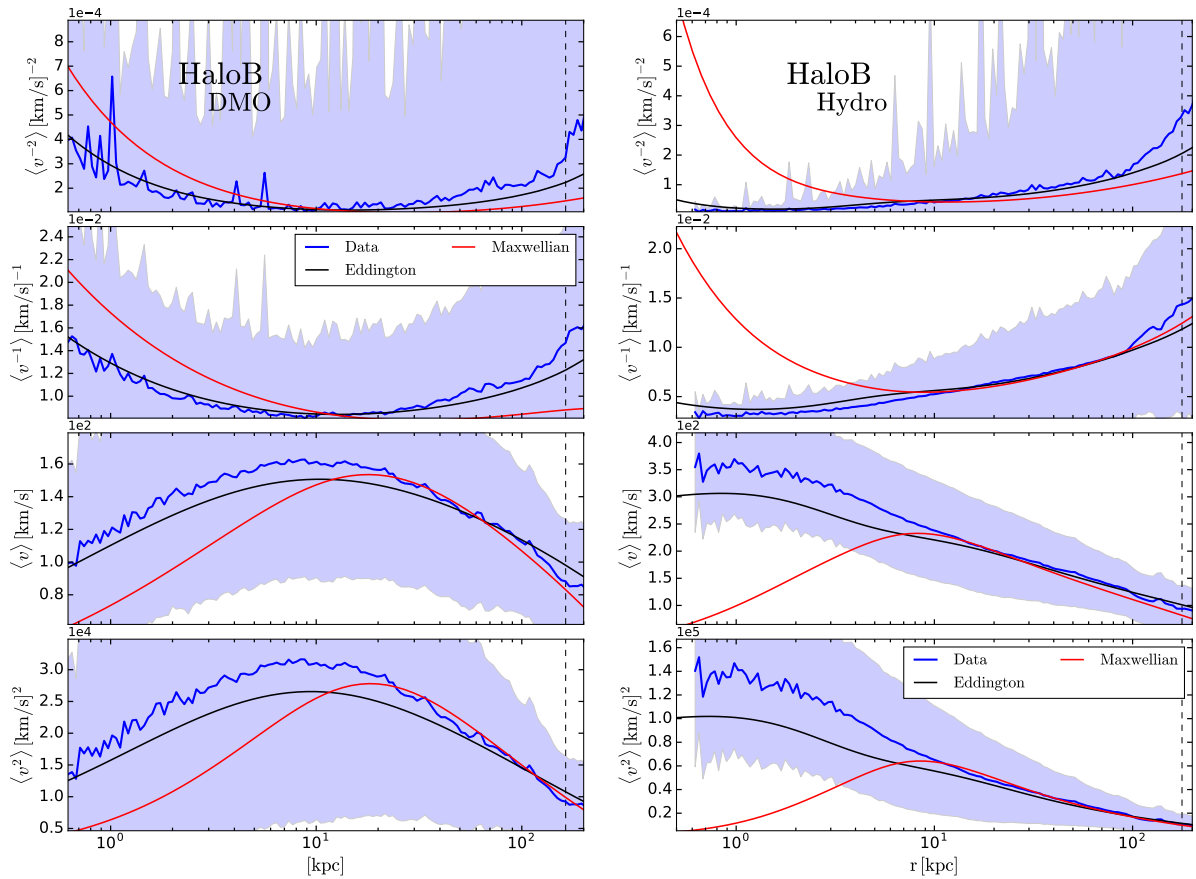 1e−4
8
7
6
5
4
3
2
⟨v⁻²⟩ [km/s]⁻²
HaloB
DMO
1e−2
2.4
2.2
2.0
1.8
1.6
1.4
1.2
1.0
⟨v⁻¹⟩ [km/s]⁻¹
Data
Eddington
Maxwellian
1e2
1.6
1.4
1.2
1.0
0.8
⟨v⟩ [km/s]
1e4
3.0
2.5
2.0
1.5
1.0
0.5
⟨v²⟩ [km/s]²
10⁰
10¹
10²
[kpc]
1e−4
6
5
4
3
2
1
⟨v⁻²⟩ [km/s]⁻²
HaloB
Hydro
1e−2
2.0
1.5
1.0
0.5
⟨v⁻¹⟩ [km/s]⁻¹
1e2
4.0
3.5
3.0
2.5
2.0
1.5
1.0
⟨v⟩ [km/s]
1e5
1.6
1.4
1.2
1.0
0.8
0.6
0.4
0.2
⟨v²⟩ [km/s]²
Data
Eddington
Maxwellian
10⁰
10¹
10²
r [kpc]